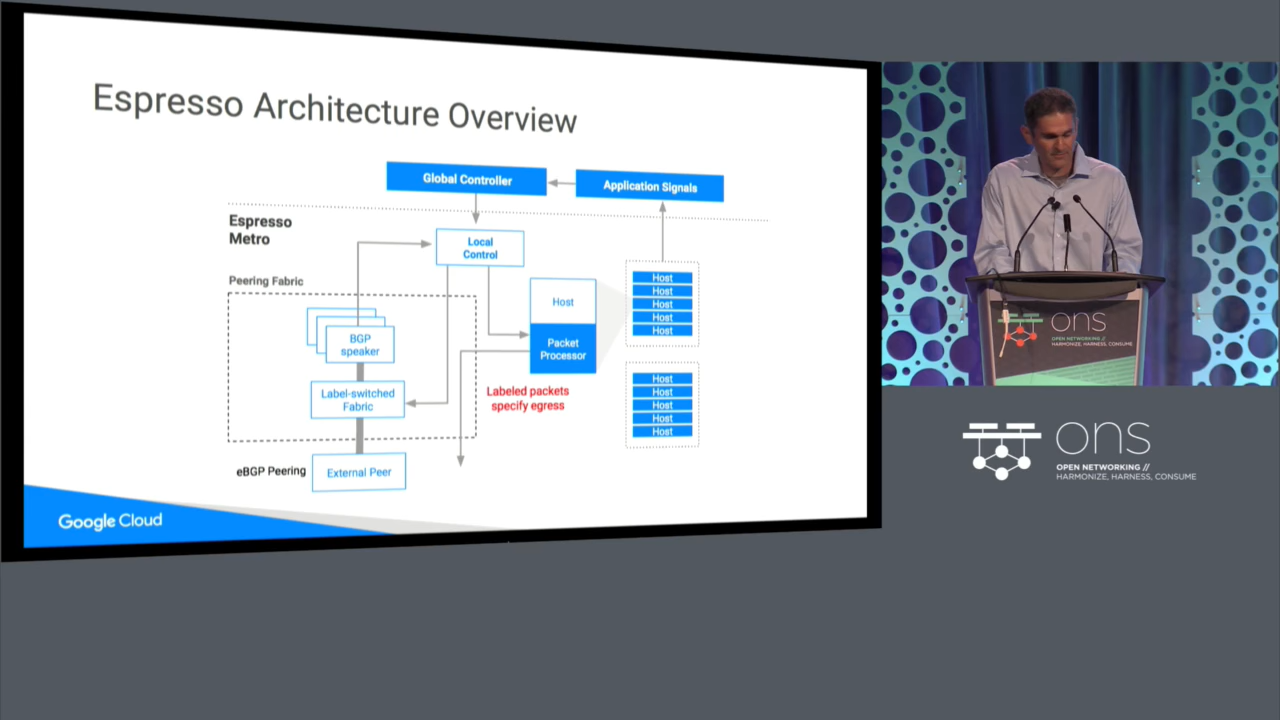 Espresso Architecture Overview
Global Controller
Application Signals
Espresso
Metro
Local
Control
Peering Fabric
Host
Packet
Processor
BGP
speaker
Label-switched
Fabric
Labeled packets
specify egress
eBGP Peering
External Peer
Host
Host
Host
Host
Host
Host
Host
Host
Host
Host
Google Cloud
ons
OPEN NETWORKING //
HARMONIZE, HARNESS, CONSUME
ons
OPEN NETWORKING //
HARMONIZE, HARNESS, CONSUME